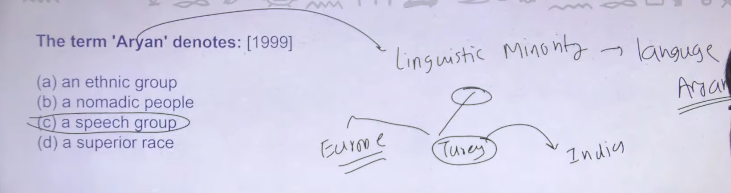 The term 'Aryan' denotes: [1999]
Linguistic Minority → language
Aryan
(a) an ethnic group
(b) a nomadic people
(c) a speech group
(d) a superior race
Europe
Turey
India